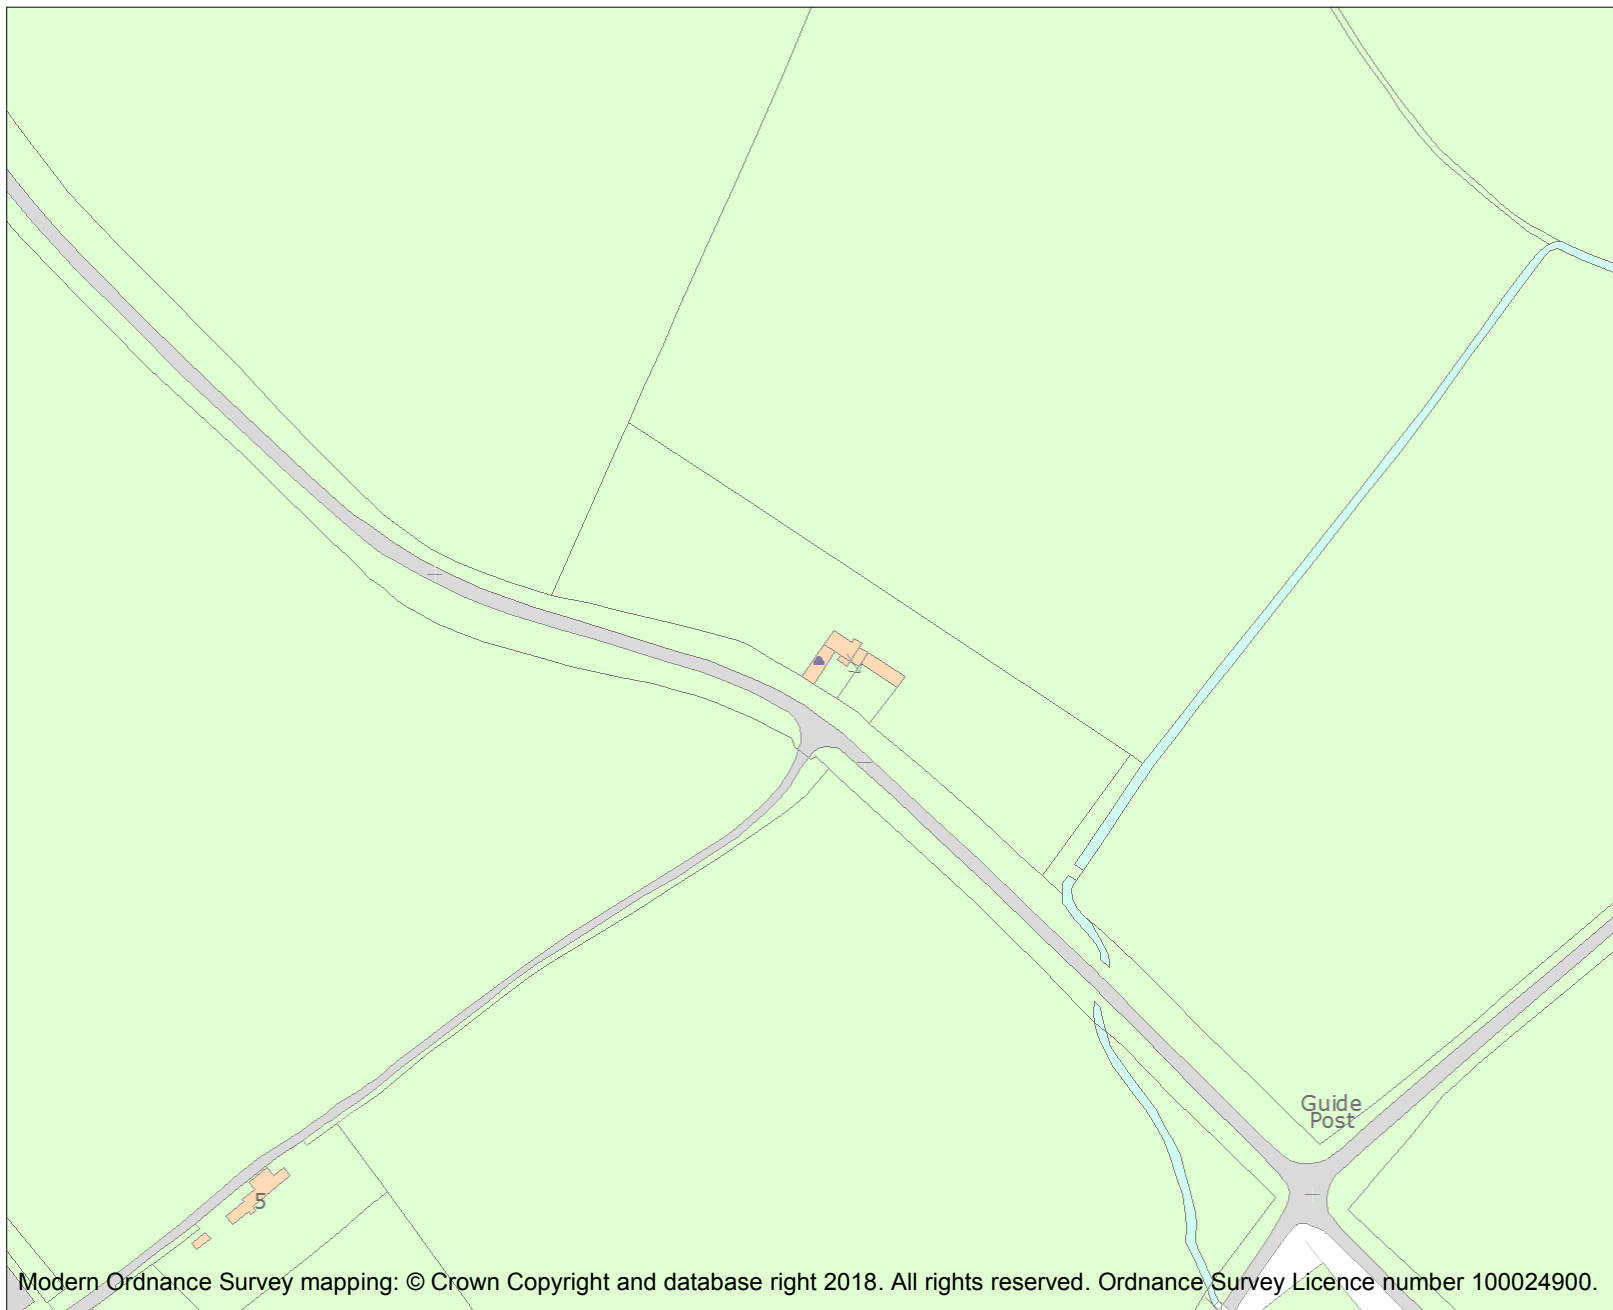 Guide
Post
5
Modern Ordnance Survey mapping: © Crown Copyright and database right 2018. All rights reserved. Ordnance Survey Licence number 100024900.